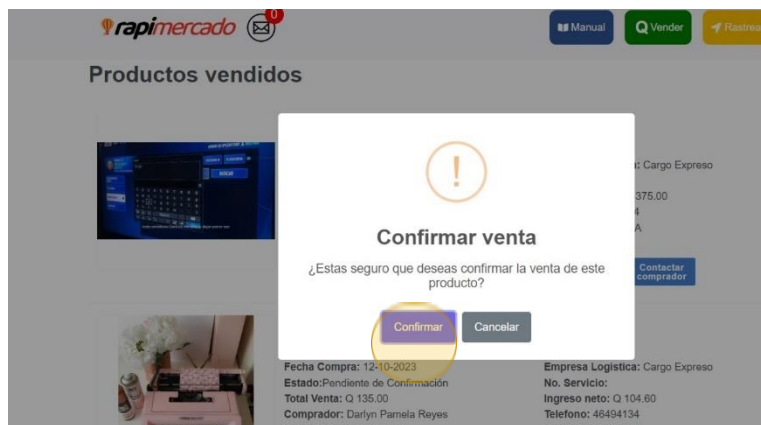 rapimercado
0
Manual
Vender
Rastrea
Productos vendidos
: Cargo Expreso
375.00
4
A
Confirmar venta
¿Estas seguro que deseas confirmar la venta de este
producto?
Contactar
comprador
Confirmar
Cancelar
Fecha Compra: 12-10-2023
Empresa Logistica: Cargo Expreso
Estado:Pendiente de Confirmación
No. Servicio:
Total Venta: Q 135.00
Ingreso neto: Q 104.60
Comprador: Darlyn Pamela Reyes
Telefono: 46494134